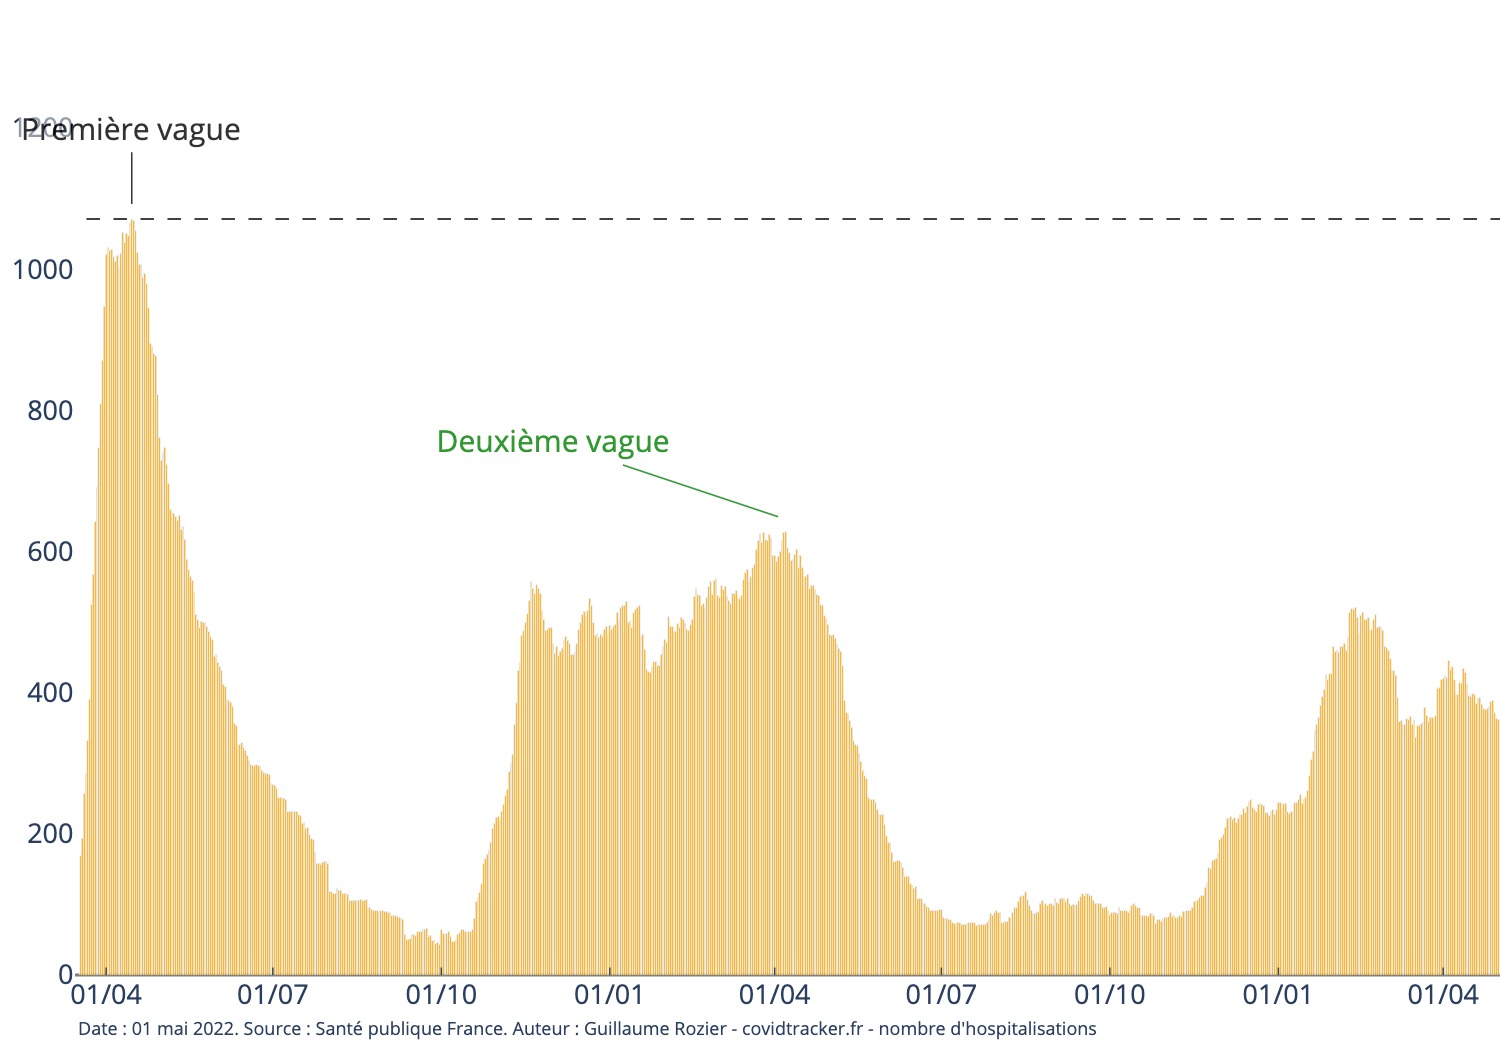 1200
Première vague
1000
800
Deuxième vague
600
400
200
0
01/04 01/07 01/10 01/01 01/04 01/07 01/10 01/01 01/04
Date : 01 mai 2022. Source : Santé publique France. Auteur : Guillaume Rozier - covidtracker.fr - nombre d'hospitalisations